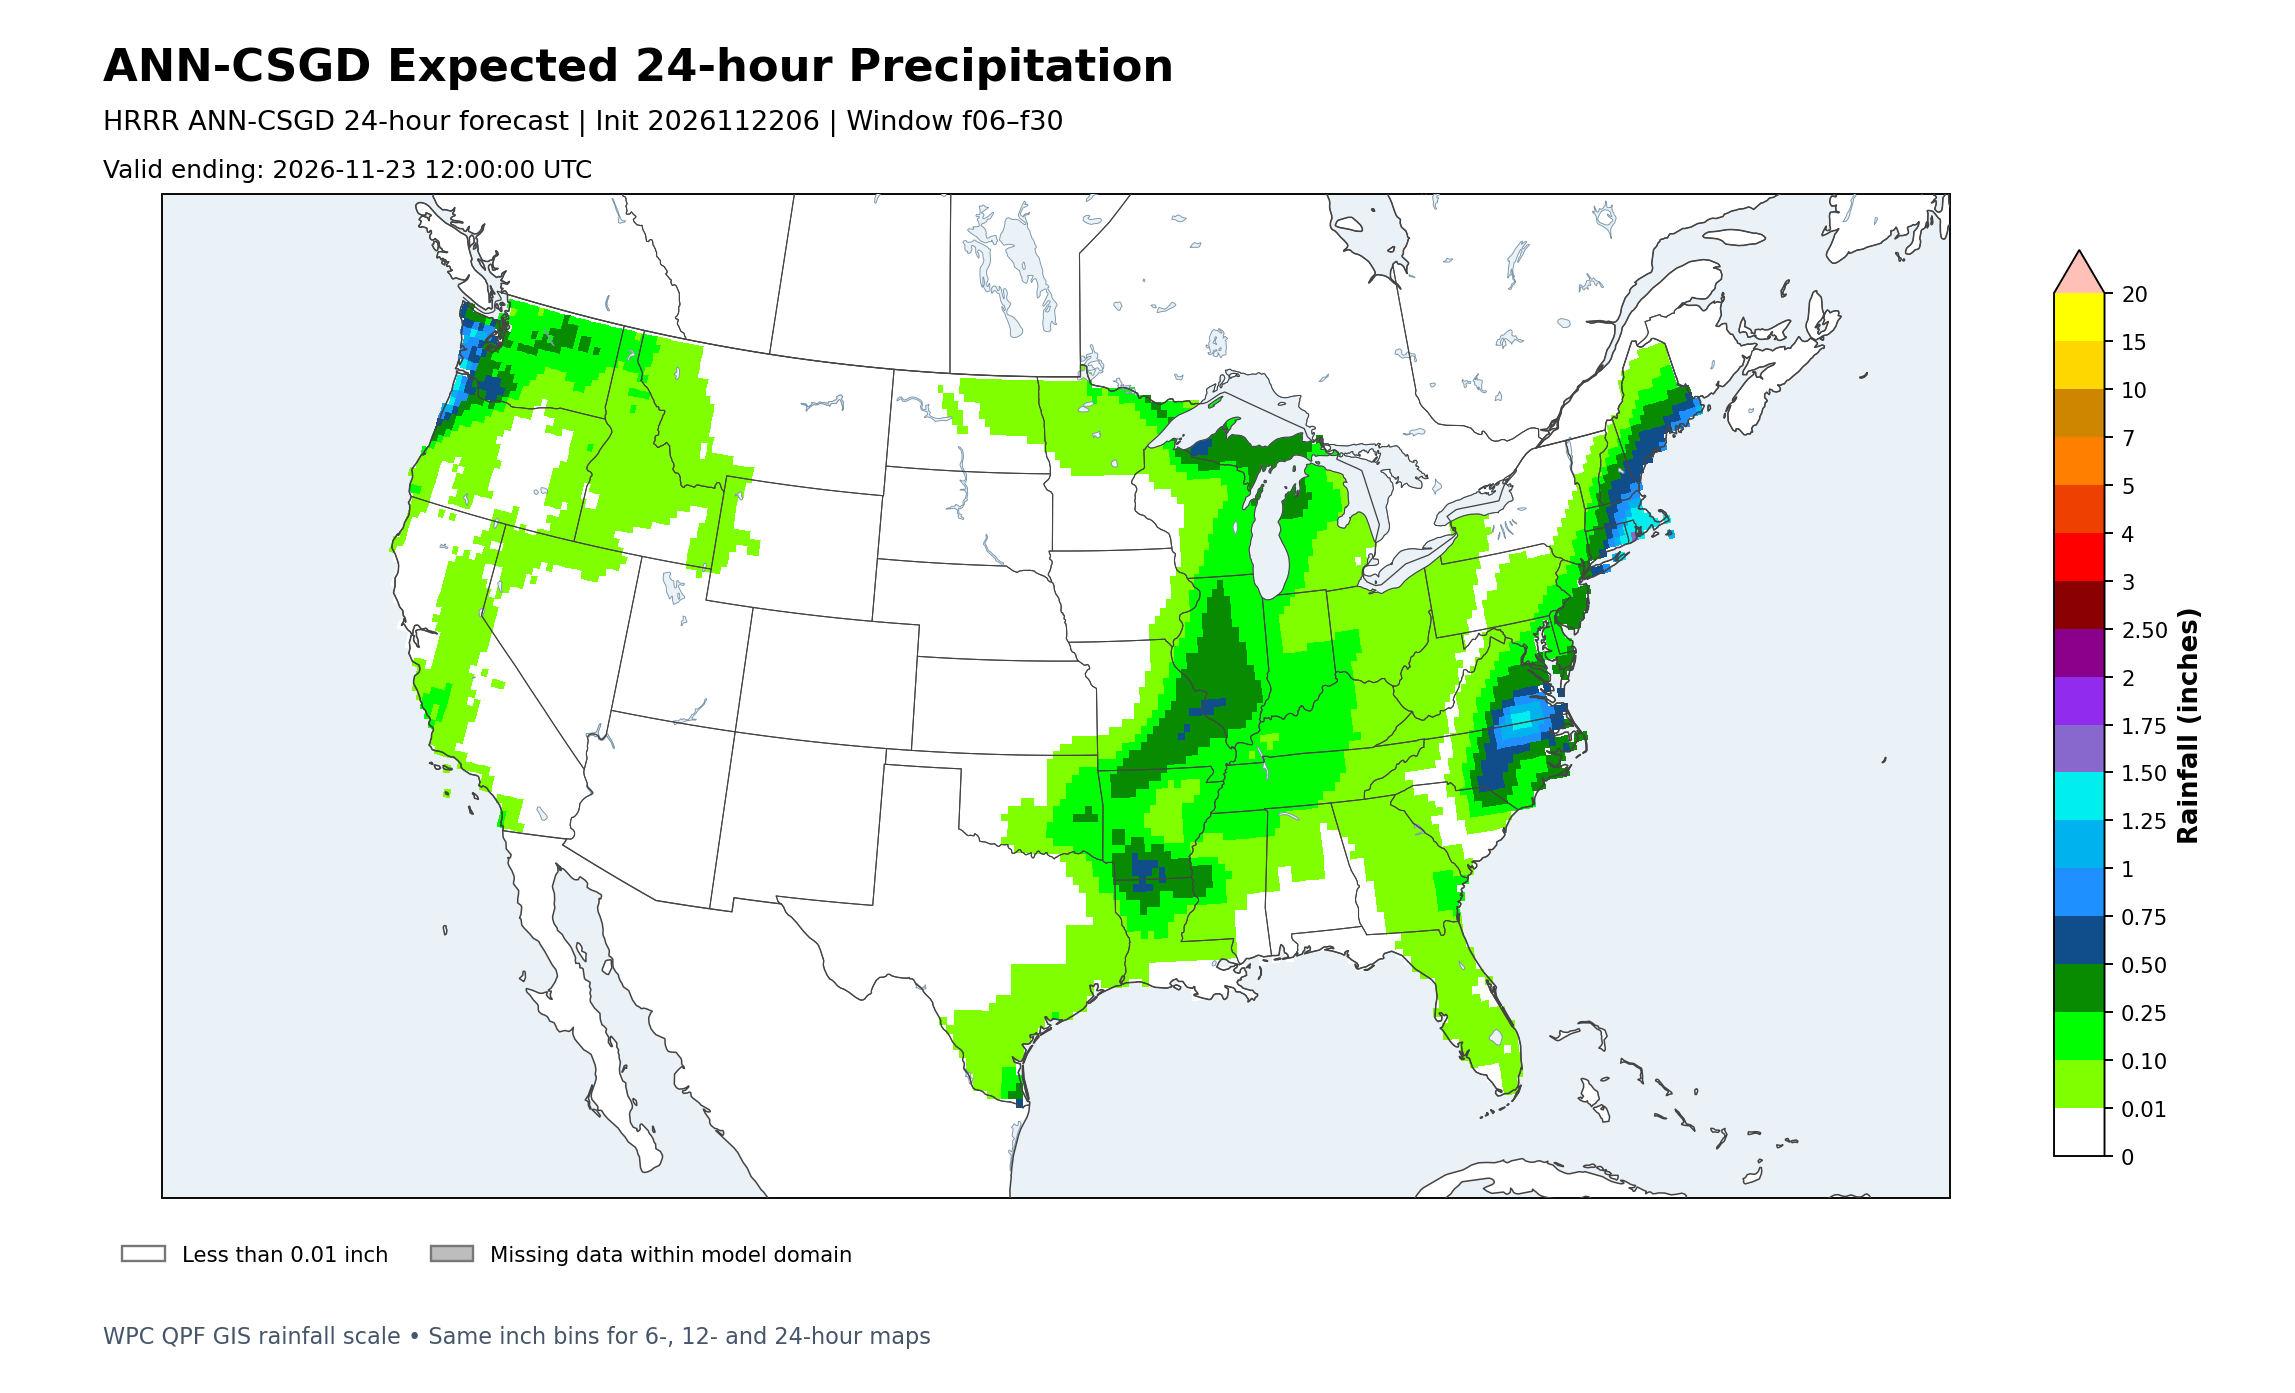 ANN-CSGD Expected 24-hour Precipitation
HRRR ANN-CSGD 24-hour forecast | Init 2026112206 | Window f06–f30
Valid ending: 2026-11-23 12:00:00 UTC
20
15
10
7
5
4
3
2.50
2
1.75
1.50
1.25
1
0.75
0.50
0.25
0.10
0.01
0
Rainfall (inches)
Less than 0.01 inch
Missing data within model domain
WPC QPF GIS rainfall scale • Same inch bins for 6-, 12- and 24-hour maps